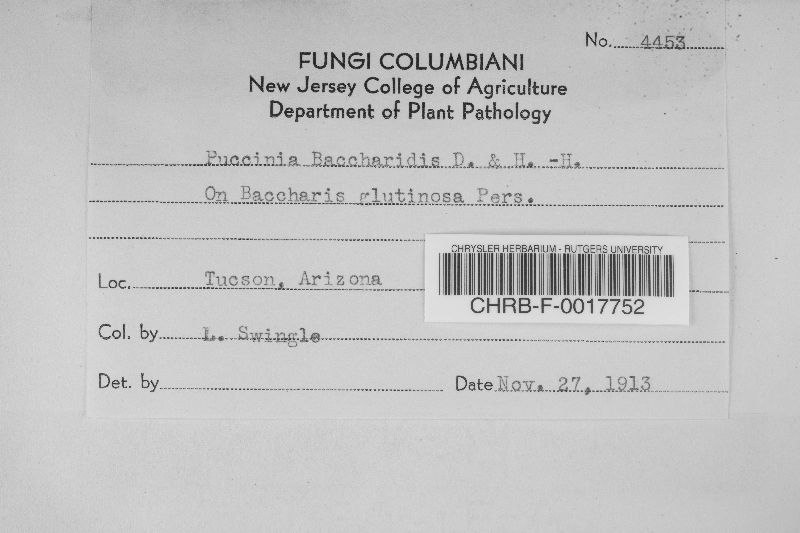 No. 4453
FUNGI COLUMBIANI
New Jersey College of Agriculture
Department of Plant Pathology
Puccinia Baccharidis D. & H. -H.
On Baccharis glutinosa Pers.
CHRYSLER HERBARIUM - RUTGERS UNIVERSITY
CHRB-F-0017752
Loc. Tucson, Arizona
Col. by L. Swingle
Det. by
Date Nov. 27, 1913